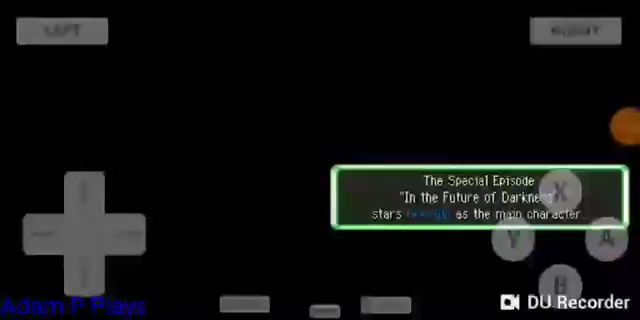 LEFT
RIGHT
The Special Episode
"In the Future of Darkness"
stars as the main character.
X
Y
A
B
Adam P Plays
DU Recorder